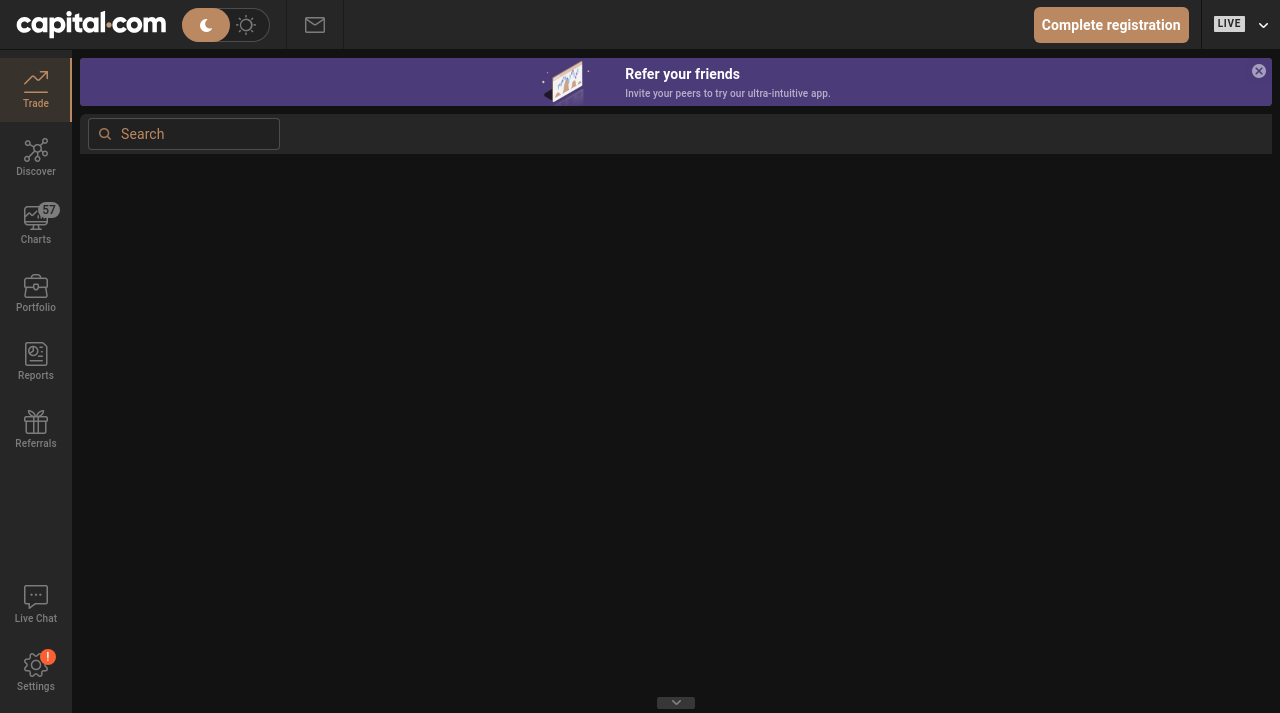 capital.com
Complete registration
LIVE
Trade
Refer your friends
Invite your peers to try our ultra-intuitive app.
Search
Discover
57
Charts
Portfolio
Reports
Referrals
Live Chat
!
Settings